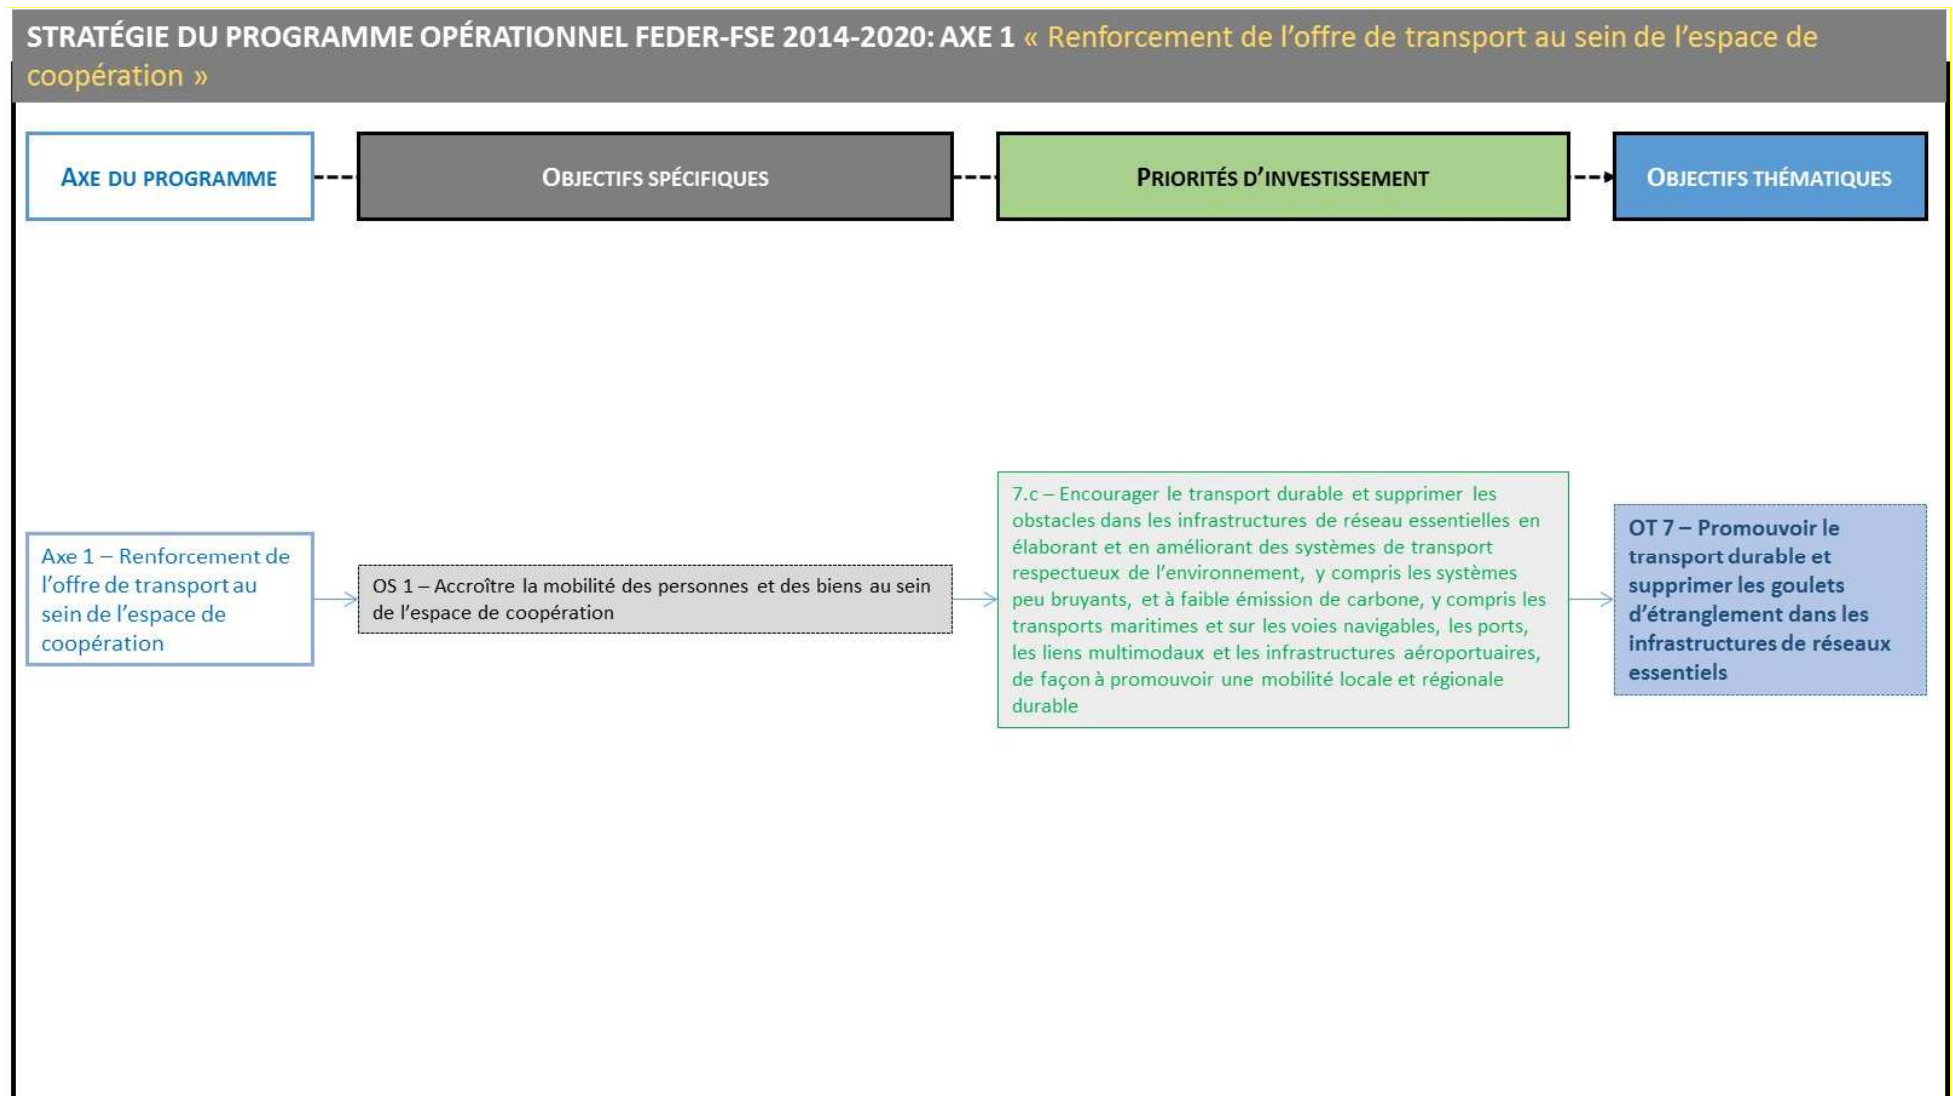 STRATÉGIE DU PROGRAMME OPÉRATIONNEL FEDER-FSE 2014-2020: AXE 1 « Renforcement de l’offre de transport au sein de l’espace de
coopération »
AXE DU PROGRAMME
OBJECTIFS SPÉCIFIQUES
PRIORITÉS D’INVESTISSEMENT
OBJECTIFS THÉMATIQUES
Axe 1 – Renforcement de
l’offre de transport au
sein de l’espace de
coopération
OS 1 – Accroître la mobilité des personnes et des biens au sein
de l’espace de coopération
7.c – Encourager le transport durable et supprimer les
obstacles dans les infrastructures de réseau essentielles en
élaborant et en améliorant des systèmes de transport
respectueux de l’environnement, y compris les systèmes
peu bruyants, et à faible émission de carbone, y compris les
transports maritimes et sur les voies navigables, les ports,
les liens multimodaux et les infrastructures aéroportuaires,
de façon à promouvoir une mobilité locale et régionale
durable
OT 7 – Promouvoir le
transport durable et
supprimer les goulets
d’étranglement dans les
infrastructures de réseaux
essentiels